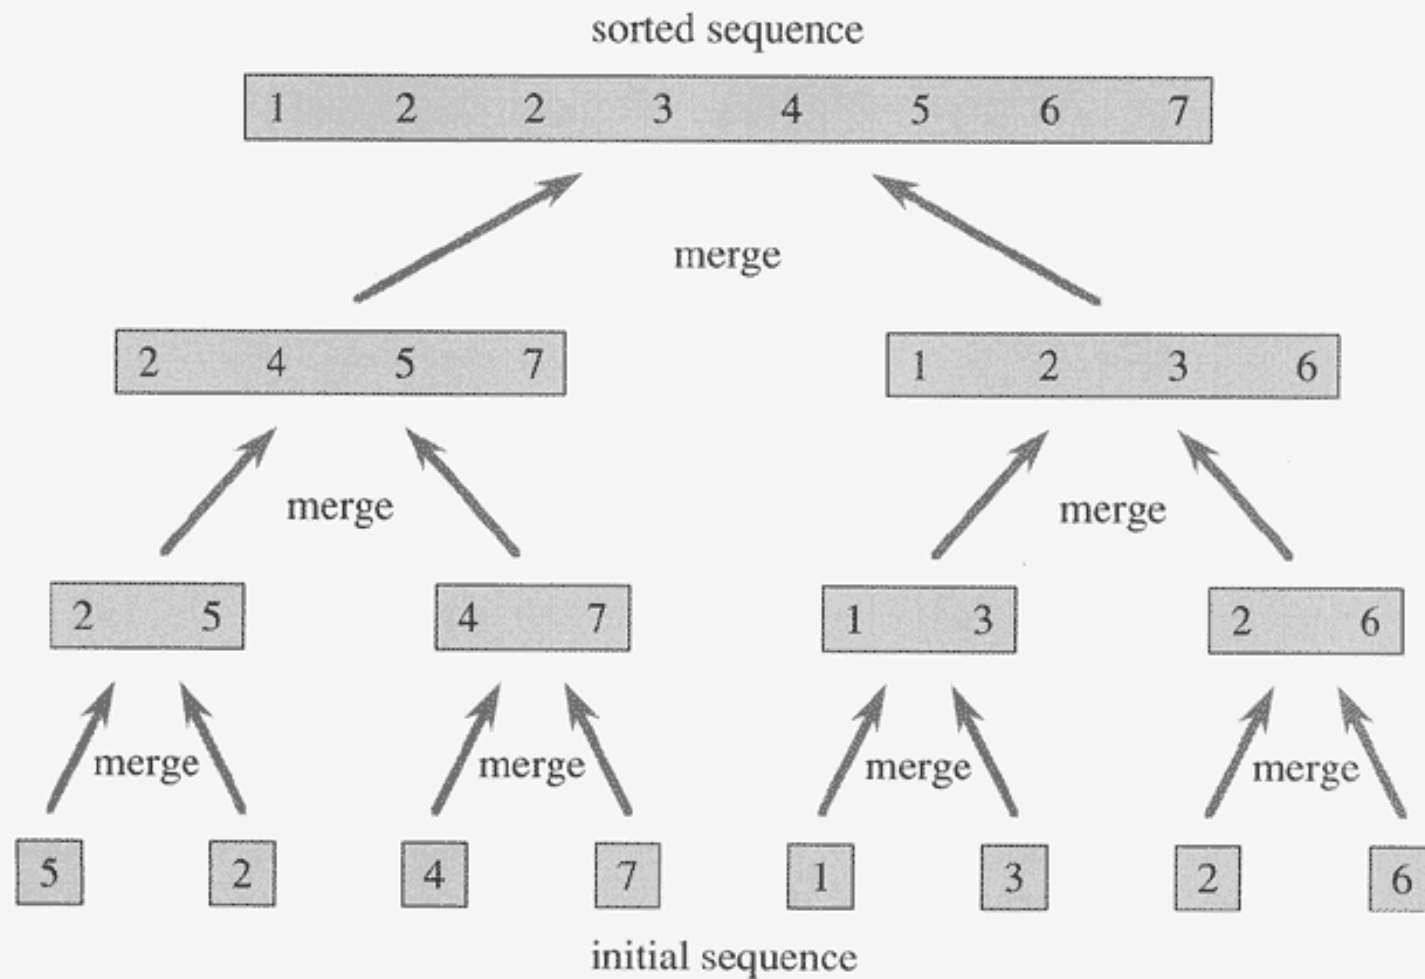 sorted sequence
1 2 2 3 4 5 6 7
merge
2 4 5 7
1 2 3 6
merge
merge
2 5
4 7
1 3
2 6
merge
merge
merge
merge
5
2
4
7
1
3
2
6
initial sequence